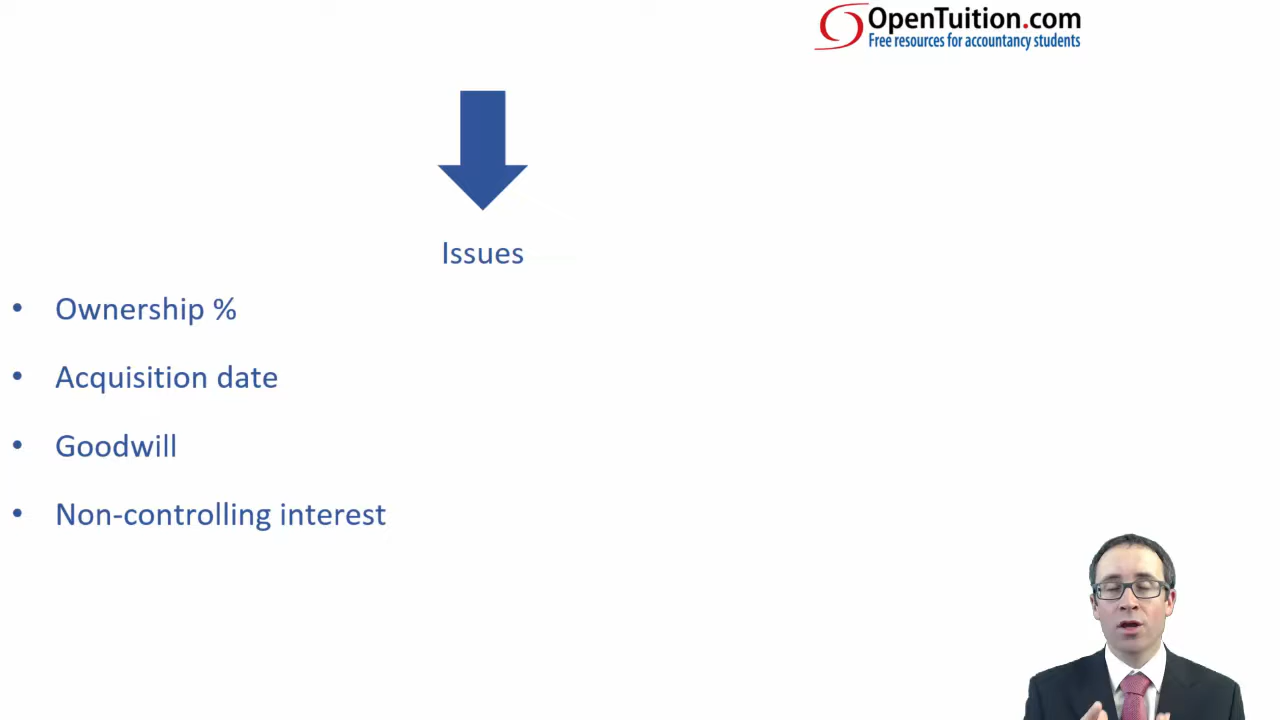 OpenTuition.com
Free resources for accountancy students
Issues
• Ownership %
• Acquisition date
• Goodwill
• Non-controlling interest